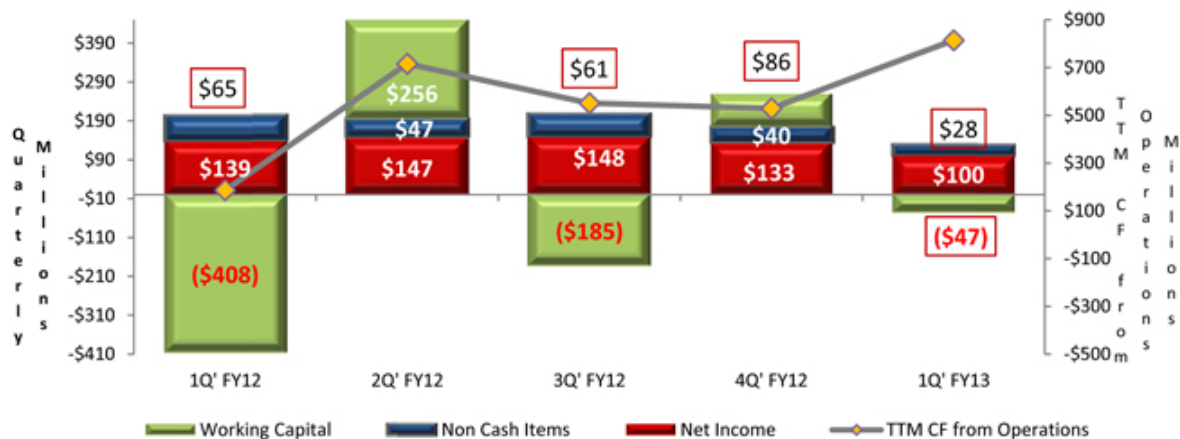 $390
$290
$190
$90
-$10
-$110
-$210
-$310
-$410
Quarterly
Millions
$65
$139
($408)
$256
$47
$147
$61
$148
($185)
$86
$40
$133
$28
$100
($47)
$900
$700
$500
$300
$100
-$100
-$300
-$500
TTM CF from
Operations
Millions
1Q' FY12
2Q' FY12
3Q' FY12
4Q' FY12
1Q' FY13
Working Capital
Non Cash Items
Net Income
TTM CF from Operations